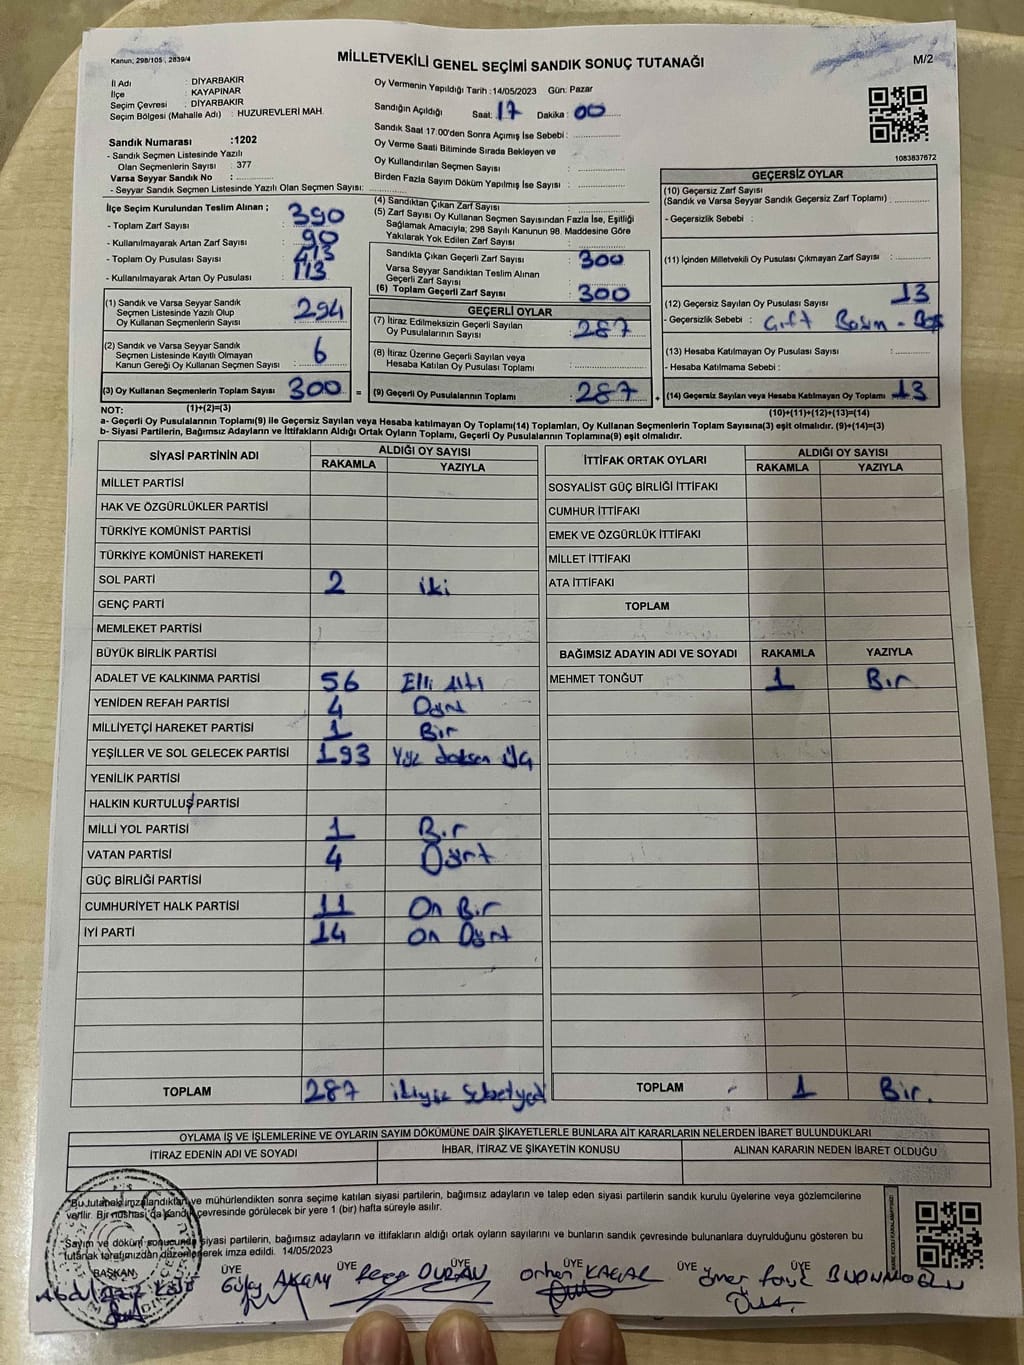 Kanun; 298/105 , 2839/4
MİLLETVEKİLİ GENEL SEÇİMİ SANDIK SONUÇ TUTANAĞI
M/2
İl Adı : DİYARBAKIR
İlçe : KAYAPINAR
Seçim Çevresi : DİYARBAKIR
Seçim Bölgesi (Mahalle Adı) : HUZUREVLERİ MAH.
Sandık Numarası :1202
- Sandık Seçmen Listesinde Yazılı
Olan Seçmenlerin Sayısı : 377
Varsa Seyyar Sandık No :
- Seyyar Sandık Seçmen Listesinde Yazılı Olan Seçmen Sayısı:
Oy Vermenin Yapıldığı Tarih :14/05/2023 Gün: Pazar
Sandığın Açıldığı Saat: 17 Dakika : 00
Sandık Saat 17:00'den Sonra Açımış İse Sebebi :
Oy Verme Saati Bitiminde Sırada Bekleyen ve
Oy Kullandırılan Seçmen Sayısı :
Birden Fazla Sayım Döküm Yapılmış İse Sayısı :
1083837672
İlçe Seçim Kurulundan Teslim Alınan ;
- Toplam Zarf Sayısı : 390
- Kullanılmayarak Artan Zarf Sayısı : 90
- Toplam Oy Pusulası Sayısı : 413
- Kullanılmayarak Artan Oy Pusulası : 113
(1) Sandık ve Varsa Seyyar Sandık
Seçmen Listesinde Yazılı Olup
Oy Kullanan Seçmenlerin Sayısı : 294
(2) Sandık ve Varsa Seyyar Sandık
Seçmen Listesinde Kayıtlı Olmayan
Kanun Gereği Oy Kullanan Seçmen Sayısı : 6
(3) Oy Kullanan Seçmenlerin Toplam Sayısı : 300 =
(1)+(2)=(3)
(4) Sandıktan Çıkan Zarf Sayısı :
(5) Zarf Sayısı Oy Kullanan Seçmen Sayısından Fazla İse, Eşitliği
Sağlamak Amacıyla; 298 Sayılı Kanunun 98. Maddesine Göre
Yakılarak Yok Edilen Zarf Sayısı :
Sandıkta Çıkan Geçerli Zarf Sayısı : 300
Varsa Seyyar Sandıktan Teslim Alınan
Geçerli Zarf Sayısı :
(6) Toplam Geçerli Zarf Sayısı : 300
GEÇERLİ OYLAR
(7) İtiraz Edilmeksizin Geçerli Sayılan
Oy Pusulalarının Sayısı : 287
(8) İtiraz Üzerine Geçerli Sayılan veya
Hesaba Katılan Oy Pusulası Toplamı :
(9) Geçerli Oy Pusulalarının Toplamı : 287 +
GEÇERSİZ OYLAR
(10) Geçersiz Zarf Sayısı
(Sandık ve Varsa Seyyar Sandık Geçersiz Zarf Toplamı) :
- Geçersizlik Sebebi :
(11) İçinden Milletvekili Oy Pusulası Çıkmayan Zarf Sayısı :
(12) Geçersiz Sayılan Oy Pusulası Sayısı : 13
- Geçersizlik Sebebi : Çift Basım - Boş
(13) Hesaba Katılmayan Oy Pusulası Sayısı :
- Hesaba Katılmama Sebebi :
(14) Geçersiz Sayılan veya Hesaba Katılmayan Oy Toplamı : 13
(10)+(11)+(12)+(13)=(14)
NOT:
a- Geçerli Oy Pusulalarının Toplamı(9) ile Geçersiz Sayılan veya Hesaba katılmayan Oy Toplamı(14) Toplamları, Oy Kullanan Seçmenlerin Toplam Sayısına(3) eşit olmalıdır. (9)+(14)=(3)
b- Siyasi Partilerin, Bağımsız Adayların ve İttifakların Aldığı Ortak Oyların Toplamı, Geçerli Oy Pusulalarının Toplamına(9) eşit olmalıdır.
SİYASİ PARTİNİN ADI ALDIĞI OY SAYISI
RAKAMLA YAZIYLA
MİLLET PARTİSİ
HAK VE ÖZGÜRLÜKLER PARTİSİ
TÜRKİYE KOMÜNİST PARTİSİ
TÜRKİYE KOMÜNİST HAREKETİ
SOL PARTİ 2 iki
GENÇ PARTİ
MEMLEKET PARTİSİ
BÜYÜK BİRLİK PARTİSİ
ADALET VE KALKINMA PARTİSİ 56 Elli Altı
YENİDEN REFAH PARTİSİ 4 Dört
MİLLİYETÇİ HAREKET PARTİSİ 1 Bir
YEŞİLLER VE SOL GELECEK PARTİSİ 193 Yüz doksan üç
YENİLİK PARTİSİ
HALKIN KURTULUŞ PARTİSİ
MİLLİ YOL PARTİSİ 1 Bir
VATAN PARTİSİ 4 Dört
GÜÇ BİRLİĞİ PARTİSİ
CUMHURİYET HALK PARTİSİ 11 On Bir
İYİ PARTİ 14 On Dört
TOPLAM 287
İTTİFAK ORTAK OYLARI ALDIĞI OY SAYISI
RAKAMLA YAZIYLA
SOSYALİST GÜÇ BİRLİĞİ İTTİFAKI
CUMHUR İTTİFAKI
EMEK VE ÖZGÜRLÜK İTTİFAKI
MİLLET İTTİFAKI
ATA İTTİFAKI
TOPLAM
BAĞIMSIZ ADAYIN ADI VE SOYADI RAKAMLA YAZIYLA
MEHMET TONĞUT 1 Bir
TOPLAM 1 Bir.
OYLAMA İŞ VE İŞLEMLERİNE VE OYLARIN SAYIM DÖKÜMÜNE DAİR ŞİKAYETLERLE BUNLARA AİT KARARLARIN NELERDEN İBARET BULUNDUKLARI
İTİRAZ EDENİN ADI VE SOYADI İHBAR, İTİRAZ VE ŞİKAYETİN KONUSU ALINAN KARARIN NEDEN İBARET OLDUĞU
*Bu tutanak imzalandıktan ve mühürlendikten sonra seçime katılan siyasi partilerin, bağımsız adayların ve talep eden siyasi partilerin sandık kurulu üyelerine veya gözlemcilerine
verilir. Bir nüshası da sandık çevresinde görülecek bir yere 1 (bir) hafta süreyle asılır.
Sayım ve döküm sonucunda siyasi partilerin, bağımsız adayların ve ittifakların aldığı ortak oyların sayılarını ve bunların sandık çevresinde bulunanlara duyrulduğunu gösteren bu
tutanak tarafımızdan düzenlenerek imza edildi. 14/05/2023
BAŞKAN ÜYE ÜYE ÜYE ÜYE ÜYE ÜYE
Gülay AKGAY Recep DURAN Orhan KAÇAR Ömer Faruk